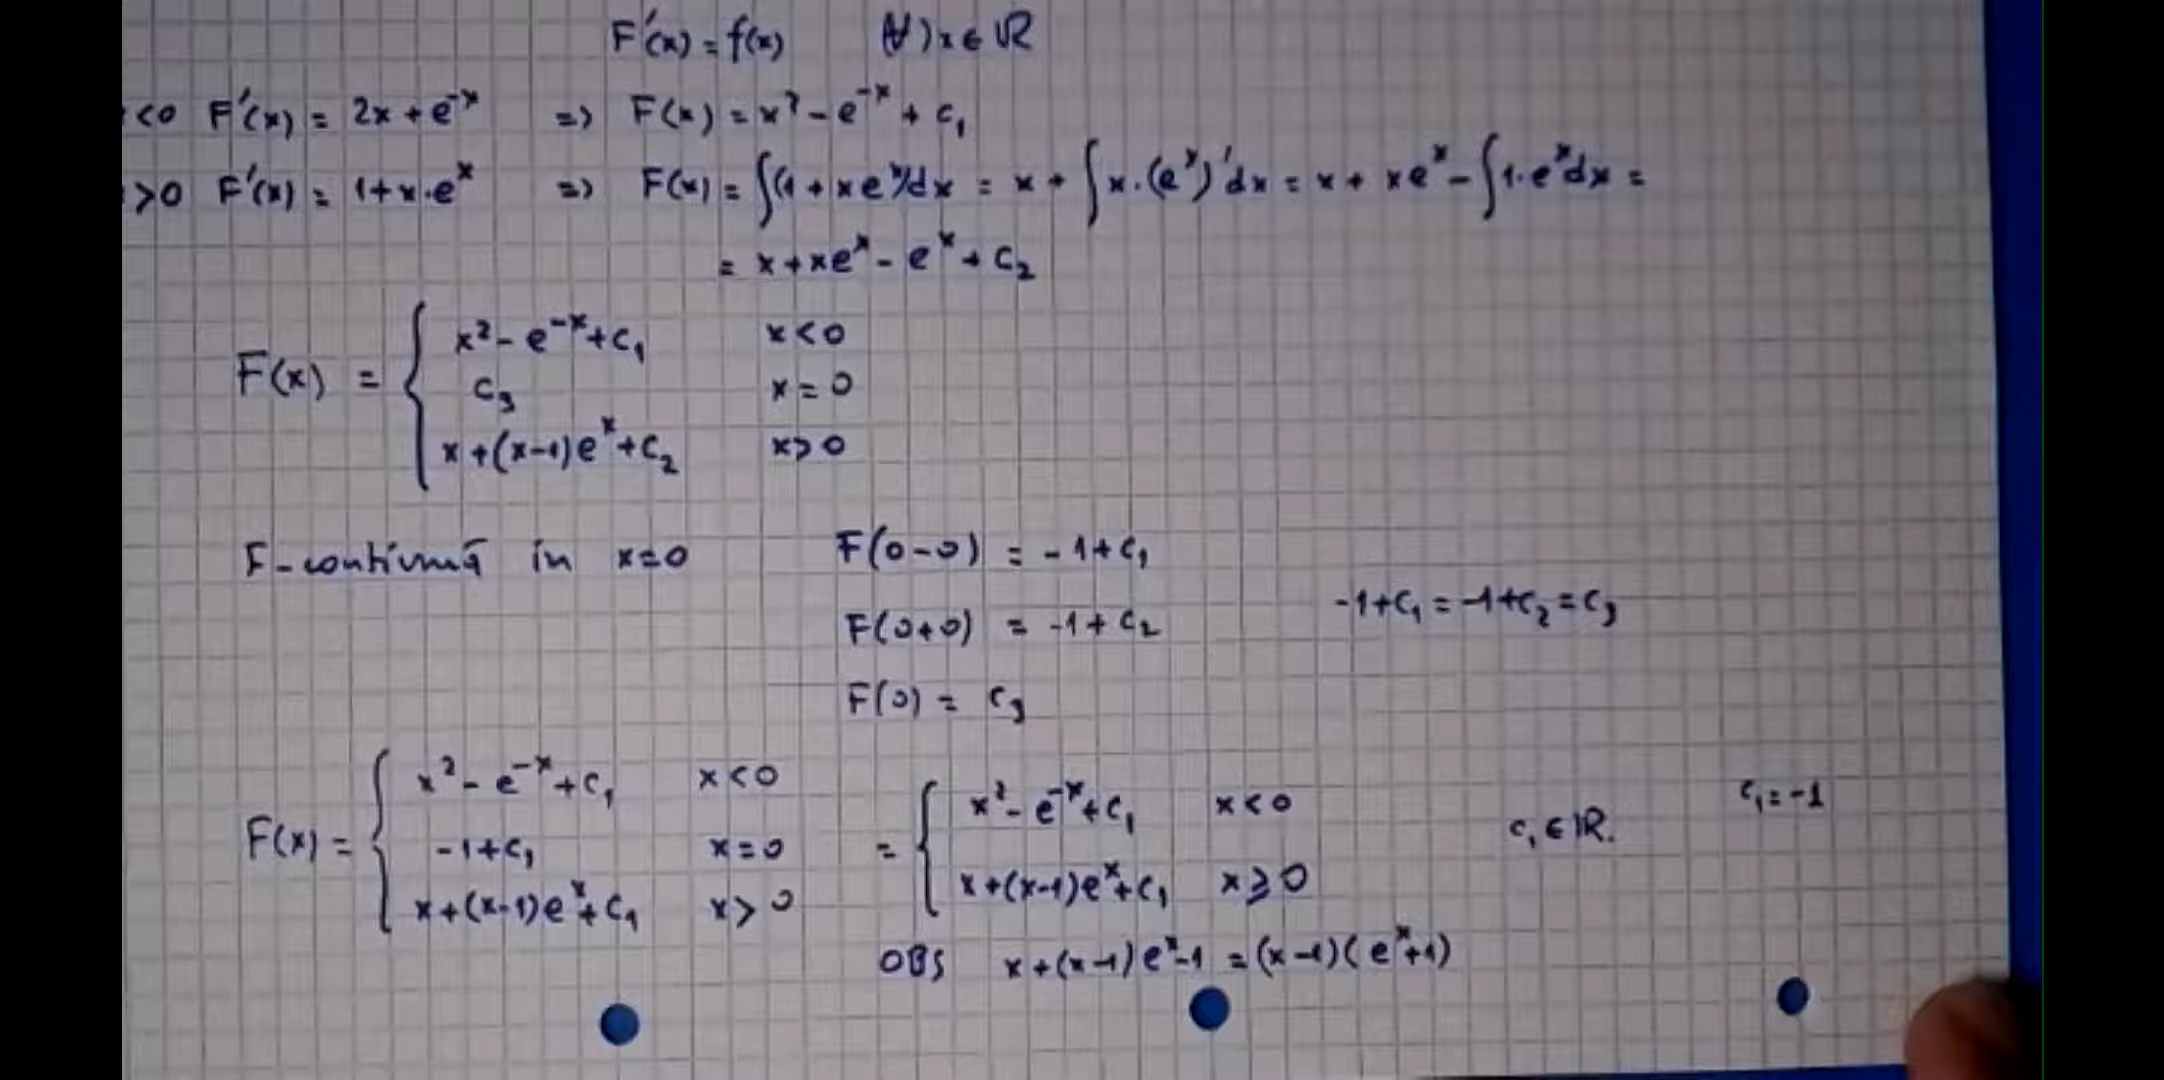 F'(x) = f(x) ∀) x ∈ ℝ
<0 F'(x) = 2x + e^{-x} => F(x) = x² - e^{-x} + c₁
>0 F'(x) = 1 + x·e^x => F(x) = ∫(1 + xe^x)dx = x + ∫x·(e^x)'dx = x + xe^x - ∫1·e^x dx =
= x + xe^x - e^x + c₂
F(x) = { x² - e^{-x} + c₁ x < 0
c₃ x = 0
x + (x-1)e^x + c₂ x > 0
F - continuă în x=0 F(0-0) = -1 + c₁
F(0+0) = -1 + c₂ -1 + c₁ = -1 + c₂ = c₃
F(0) = c₃
F(x) = { x² - e^{-x} + c₁ x < 0 = { x² - e^{-x} + c₁ x < 0 c₁ ∈ ℝ. c₁ = -1
-1 + c₁ x = 0
x + (x-1)e^x + c₁ x > 0 x + (x-1)e^x + c₁ x ⩾ 0
OBS x + (x-1)e^x - 1 = (x-1)(e^x + 1)